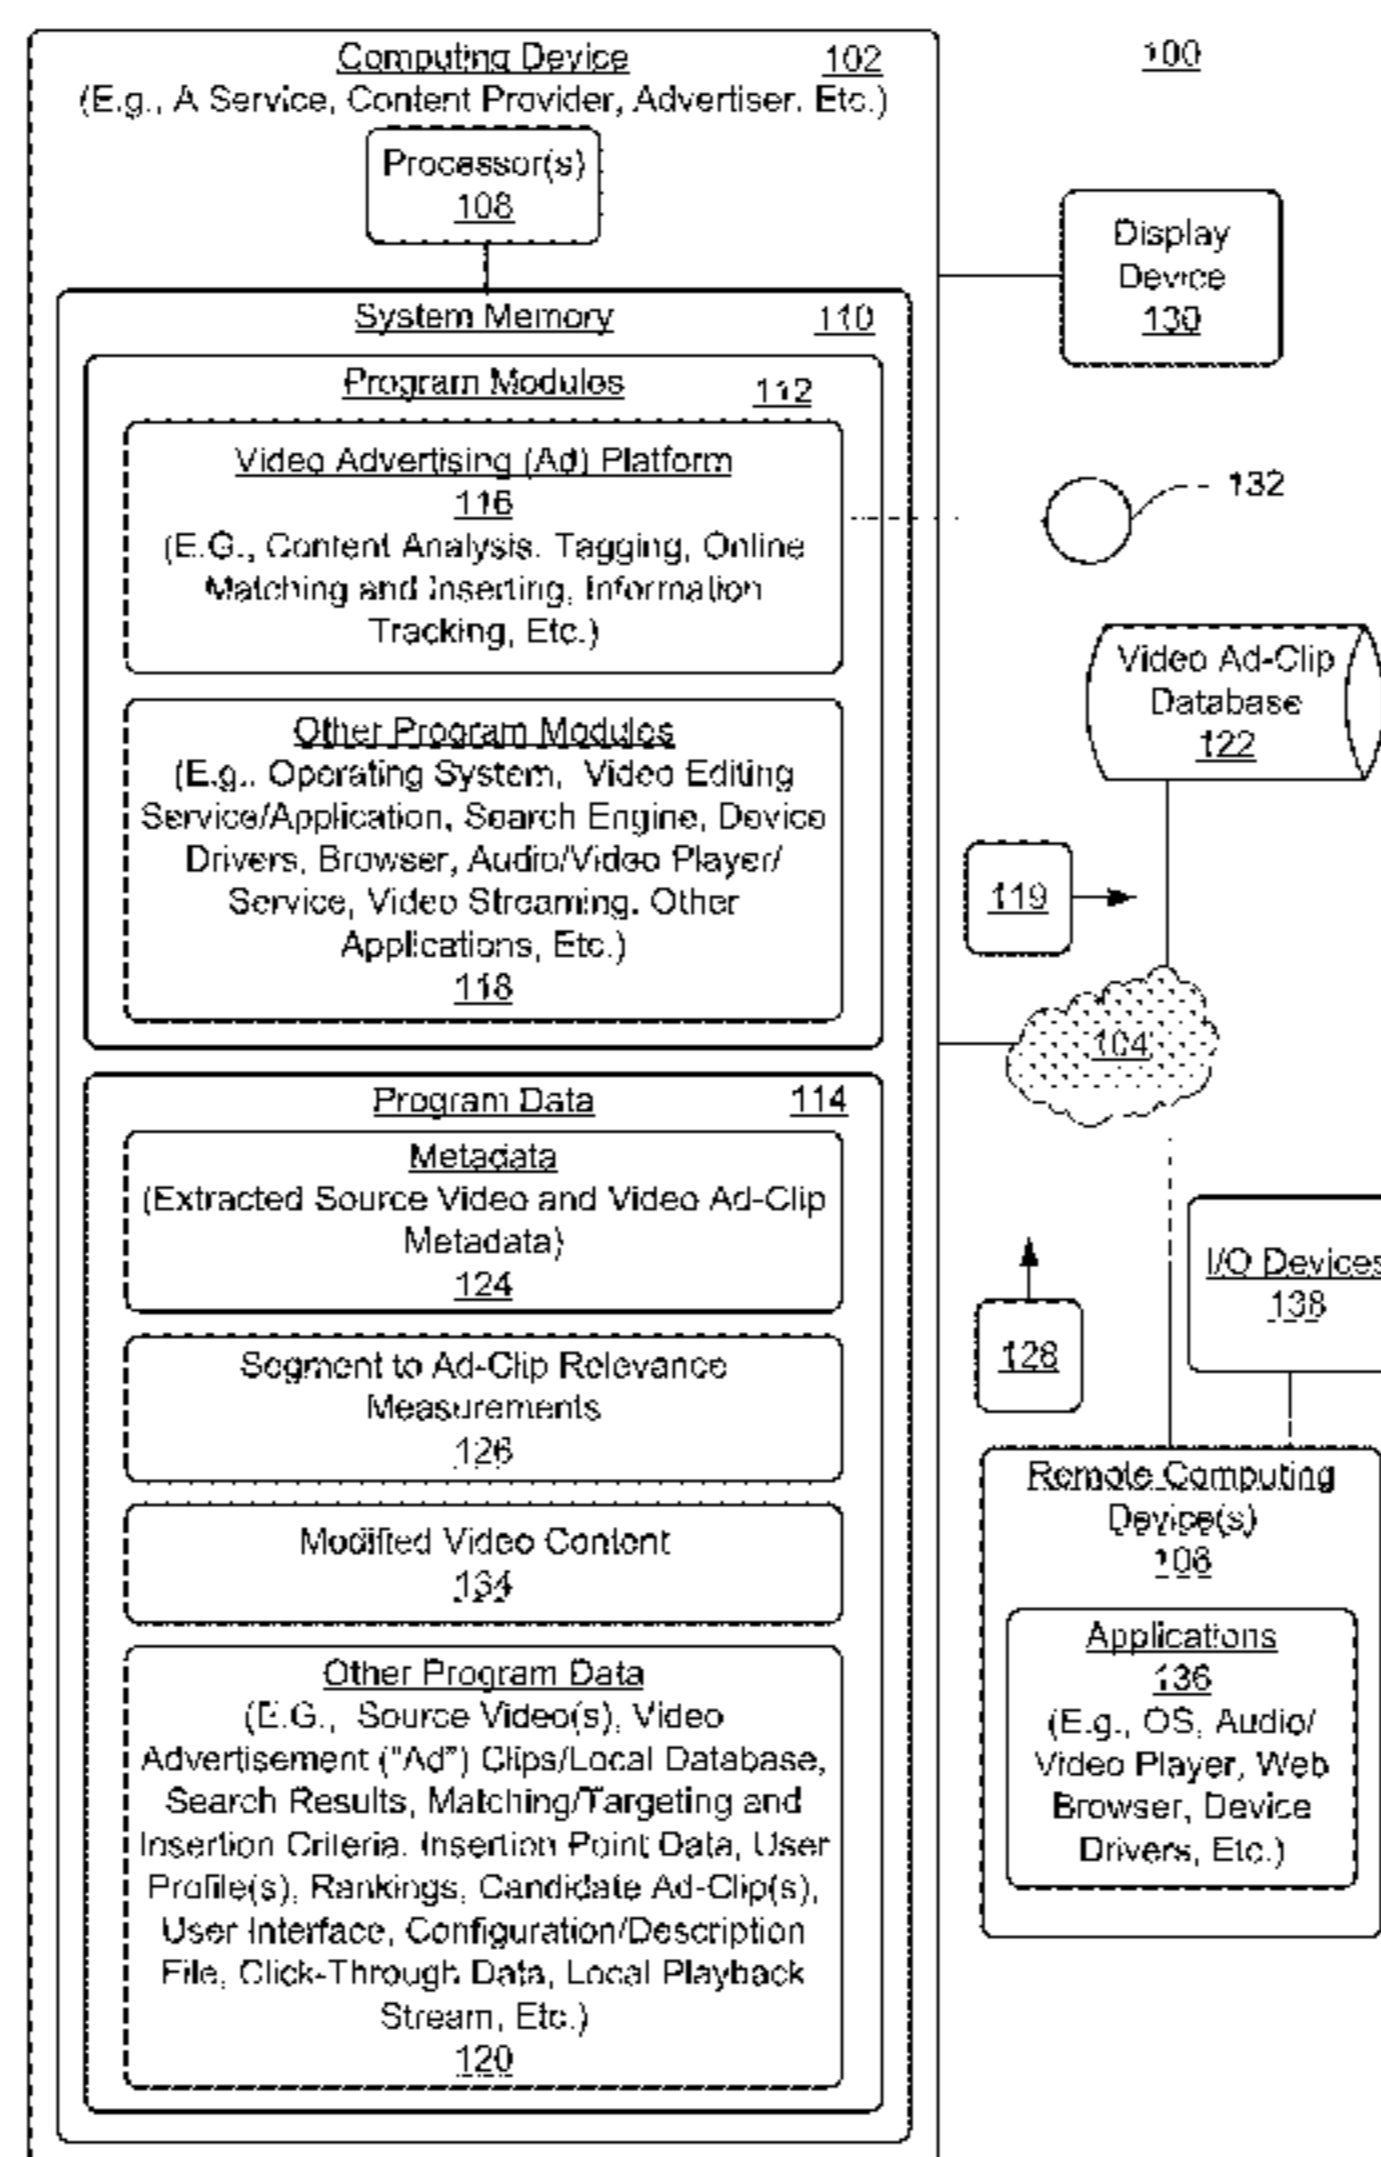 Computing Device 102
(E.g., A Service, Content Provider, Advertiser. Etc.)
Processor(s)
108
System Memory 110
Program Modules 112
Video Advertising (Ad) Platform
116
(E.G., Content Analysis. Tagging, Online
Matching and Inserting, Information
Tracking, Etc.)
Other Program Modules
(E.g.. Operating System, Video Editing
Service/Application, Search Engine, Device
Drivers, Browser, Audio/Video Player/
Service, Video Streaming. Other
Applications, Etc.)
118
Program Data 114
Metadata
(Extracted Source Video and Video Ad-Clip
Metadata)
124
Segment to Ad-Clip Relevance
Measurements
126
Modified Video Content
134
Other Program Data
(E.G., Source Video(s), Video
Advertisement ("Ad") Clips/Local Database,
Search Results, Matching/Targeting and
Insertion Criteria. Insertion Point Data, User
Profile(s), Rankings, Candidate Ad-Clip(s),
User Interface, Configuration/Description
File, Click-Through Data, Local Playback
Stream, Etc.)
120
100
Display
Device
130
132
Video Ad-Clip
Database
122
119
104
I/O Devices
138
128
Remote Computing
Device(s)
106
Applications
136
(E.g., OS, Audio/
Video Player, Web
Browser, Device
Drivers, Etc.)